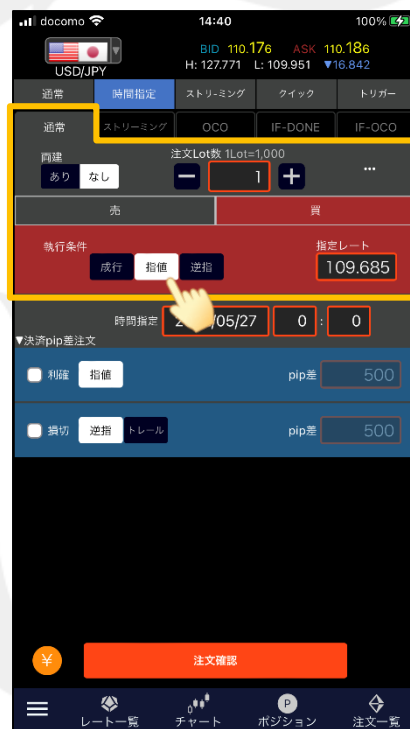 docomo 14:40 100%
BID 110.176 ASK 110.186
USD/JPY H: 127.771 L: 109.951 ▼16.842
通常 時間指定 ストリーミング クイック トリガー
通常 ストリーミング OCO IF-DONE IF-OCO
両建 注文Lot数 1Lot=1,000
あり なし − 1 + ...
売 買
執行条件 指定レート
成行 指値 逆指 109.685
時間指定 /05/27 0 : 0
▼決済pip差注文
利確 指値 pip差 500
損切 逆指 トレール pip差 500
¥ 注文確認
P
レート一覧 チャート ポジション 注文一覧